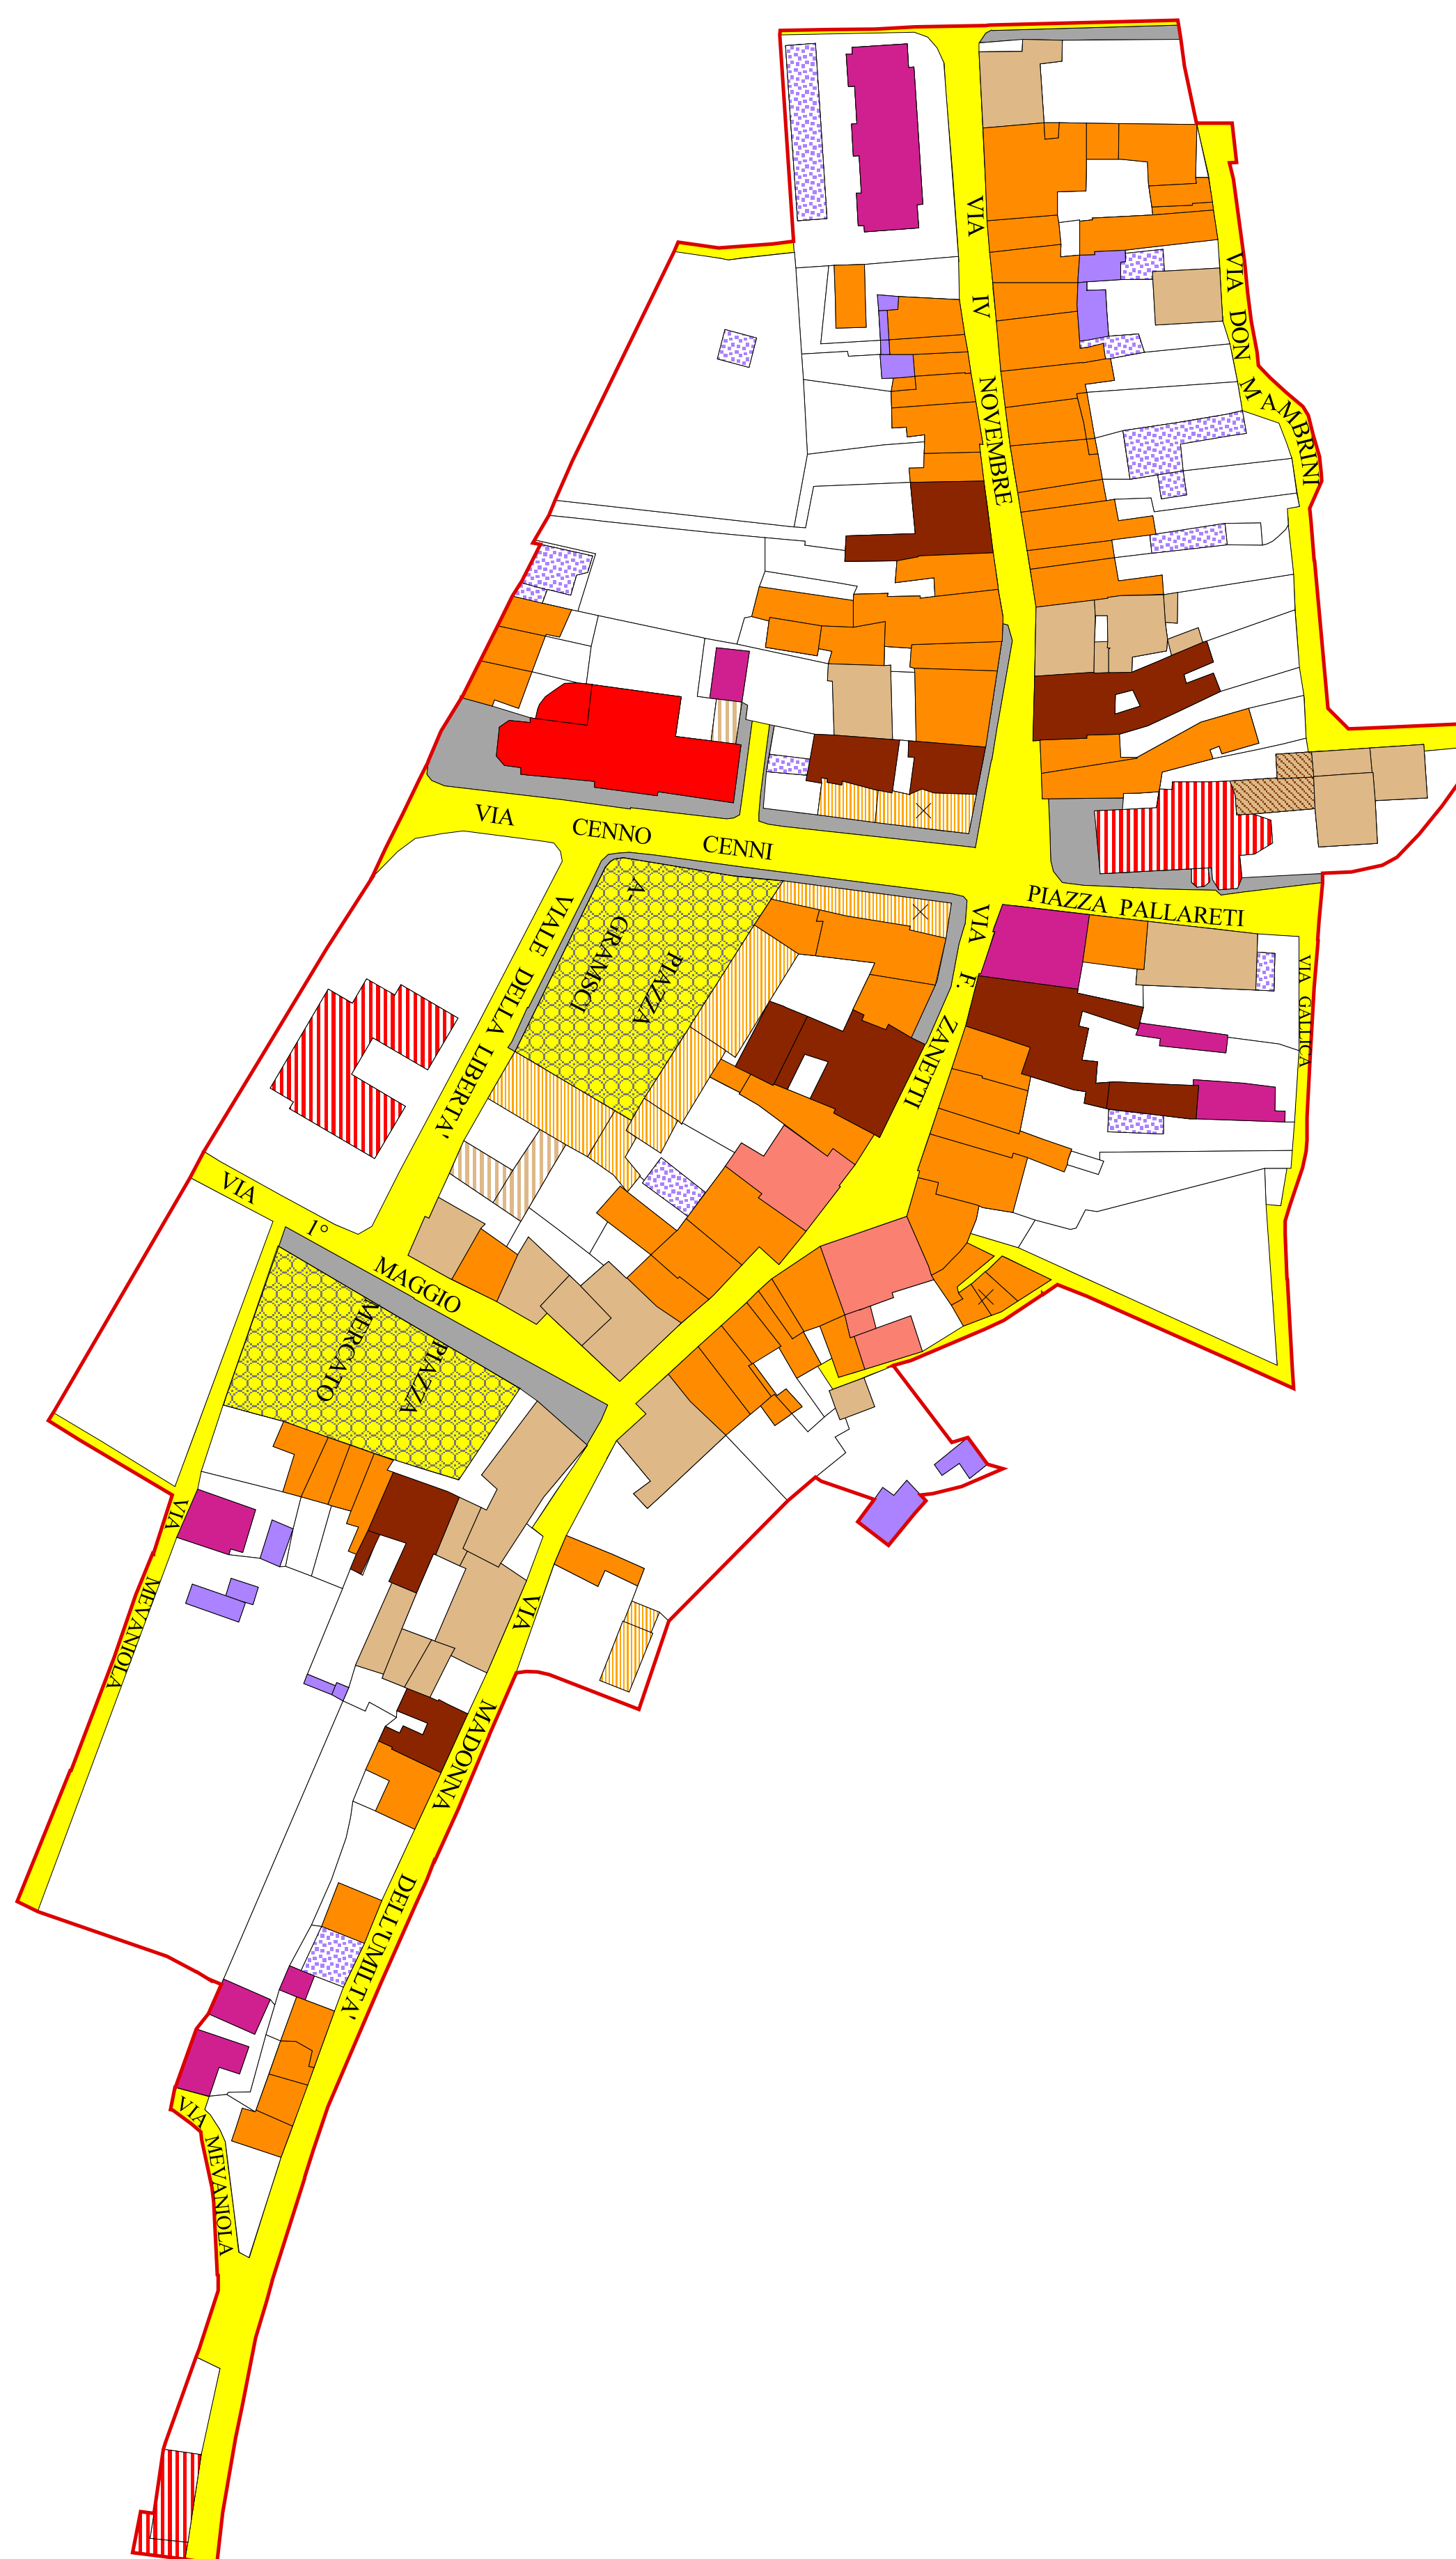 VIA IV NOVEMBRE
VIA DON MAMBRINI
VIA CENNO CENNI
PIAZZA PALLARETI
VIA GALLICA
VIA F. ZANETTI
VIALE DELLA LIBERTA'
PIAZZA
A. GRAMSCI
VIA 1° MAGGIO
PIAZZA
MERCATO
VIA MEVANIOLA
VIA MADONNA DELL'UMILTA'
VIA MEVANIOLA